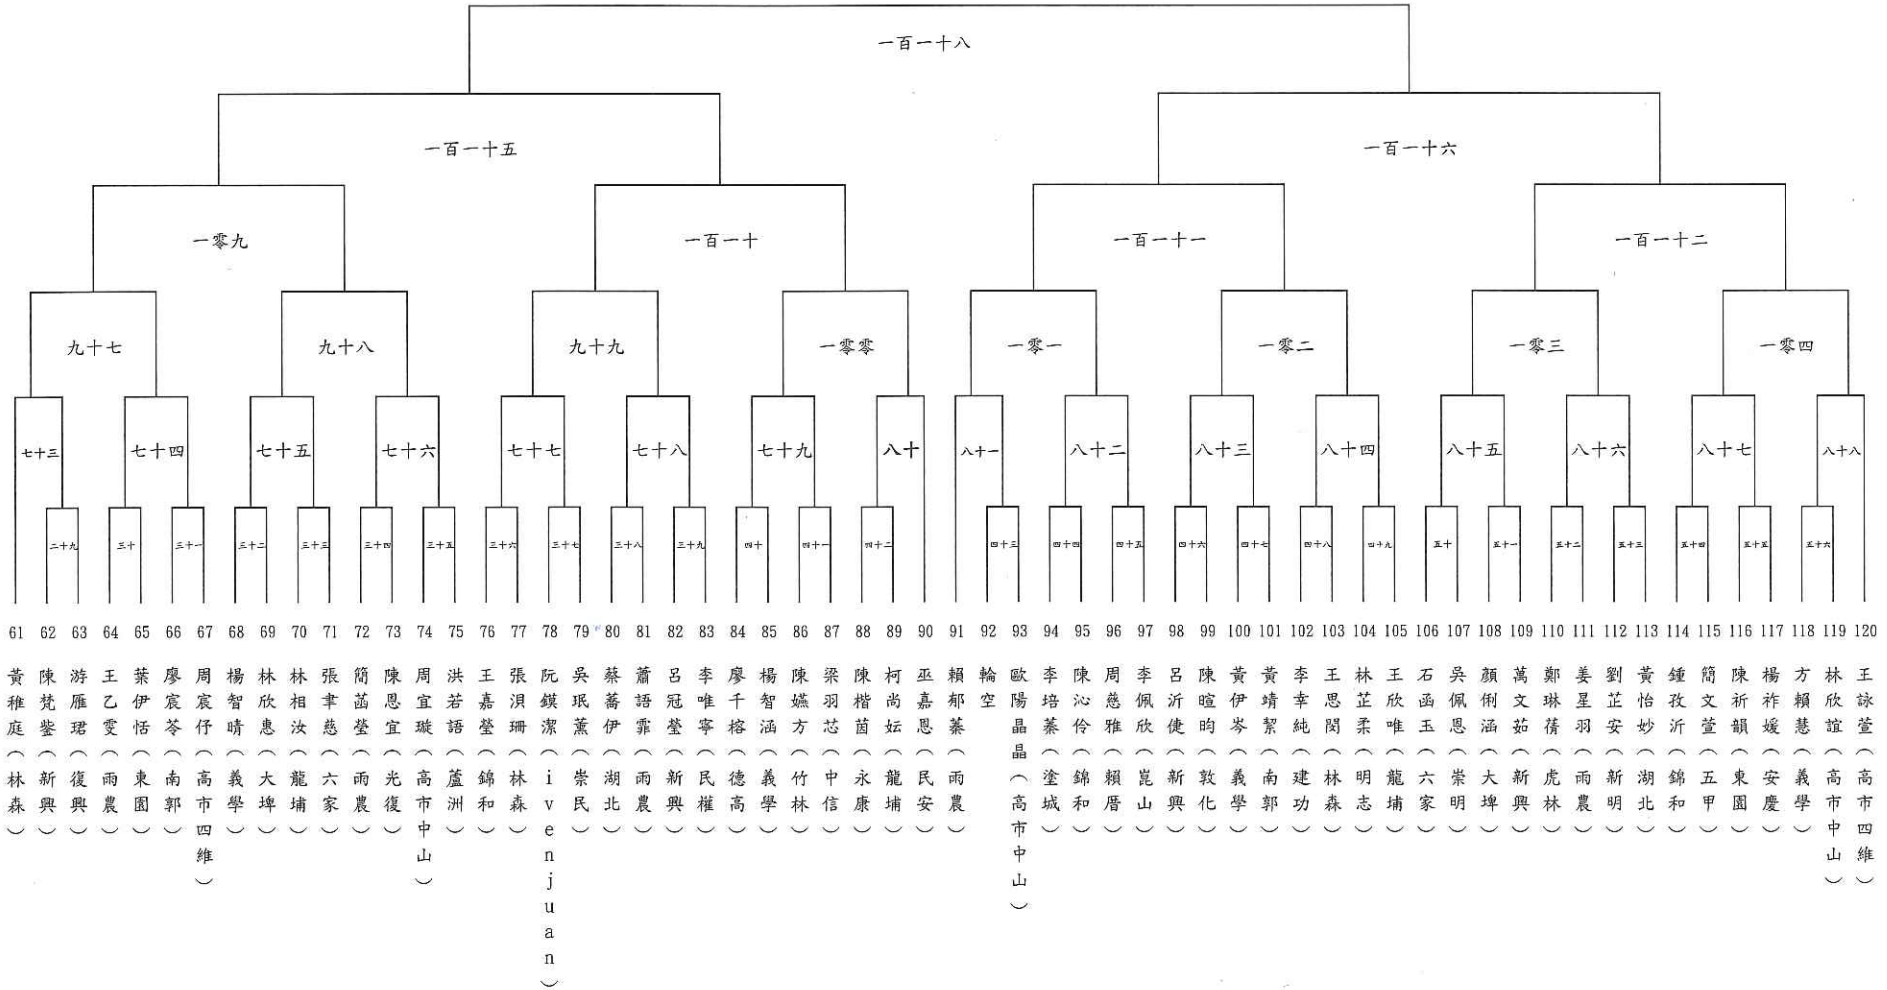 一百一十八
一百一十五
一百一十六
一零九
一百一十
一百一十一
一百一十二
九十七
九十八
九十九
一零零
一零一
一零二
一零三
一零四
七十三
七十四
七十五
七十六
七十七
七十八
七十九
八十
八十一
八十二
八十三
八十四
八十五
八十六
八十七
八十八
二十九
三十
三十一
三十二
三十三
三十四
三十五
三十六
三十七
三十八
三十九
四十
四十一
四十二
四十三
四十四
四十五
四十六
四十七
四十八
四十九
五十
五十一
五十二
五十三
五十四
五十五
五十六
61 黃稚庭(林森)
62 陳梵蓥(新興)
63 游雁珺(復興)
64 王乙雯(雨農)
65 葉伊恬(東園)
66 廖宸苓(南郭)
67 周宸伃(高市四維)
68 楊智晴(義學)
69 林欣惠(大埤)
70 林相汝(龍埔)
71 張聿慈(六家)
72 簡菡瑩(雨農)
73 陳恩宜(光復)
74 周宜璇(高市中山)
75 洪若語(蘆洲)
76 王嘉瑩(錦和)
77 張浿珊(林森)
78 阮鏌潔(ivenjuan)
79 吳珉薰(崇民)
80 蔡蕎伊(湖北)
81 蕭語霏(雨農)
82 呂冠瑩(新興)
83 李唯寧(民權)
84 廖千榕(德高)
85 楊智涵(義學)
86 陳嬿方(竹林)
87 梁羽芯(中信)
88 陳楷茵(永康)
89 柯尚妘(龍埔)
90 巫嘉恩(民安)
91 賴郁蓁(雨農)
92 輪空
93 歐陽晶晶(高市中山)
94 李培蓁(塗城)
95 陳沁伶(錦和)
96 周慈雅(賴厝)
97 李佩欣(崑山)
98 呂沂倢(新興)
99 陳暄昀(敦化)
100 黃伊岑(義學)
101 黃靖絜(南郭)
102 李幸純(建功)
103 王思閔(林森)
104 林芷柔(明志)
105 王欣唯(龍埔)
106 石函玉(六家)
107 吳佩恩(崇明)
108 顏俐涵(大埤)
109 萬文茹(新興)
110 鄭琳蒨(虎林)
111 姜星羽(雨農)
112 劉芷安(新明)
113 黃怡妙(湖北)
114 鍾孜沂(錦和)
115 簡文萱(五甲)
116 陳祈韻(東園)
117 楊祚媛(安慶)
118 方賴慧(義學)
119 林欣誼(高市中山)
120 王詠萱(高市四維)